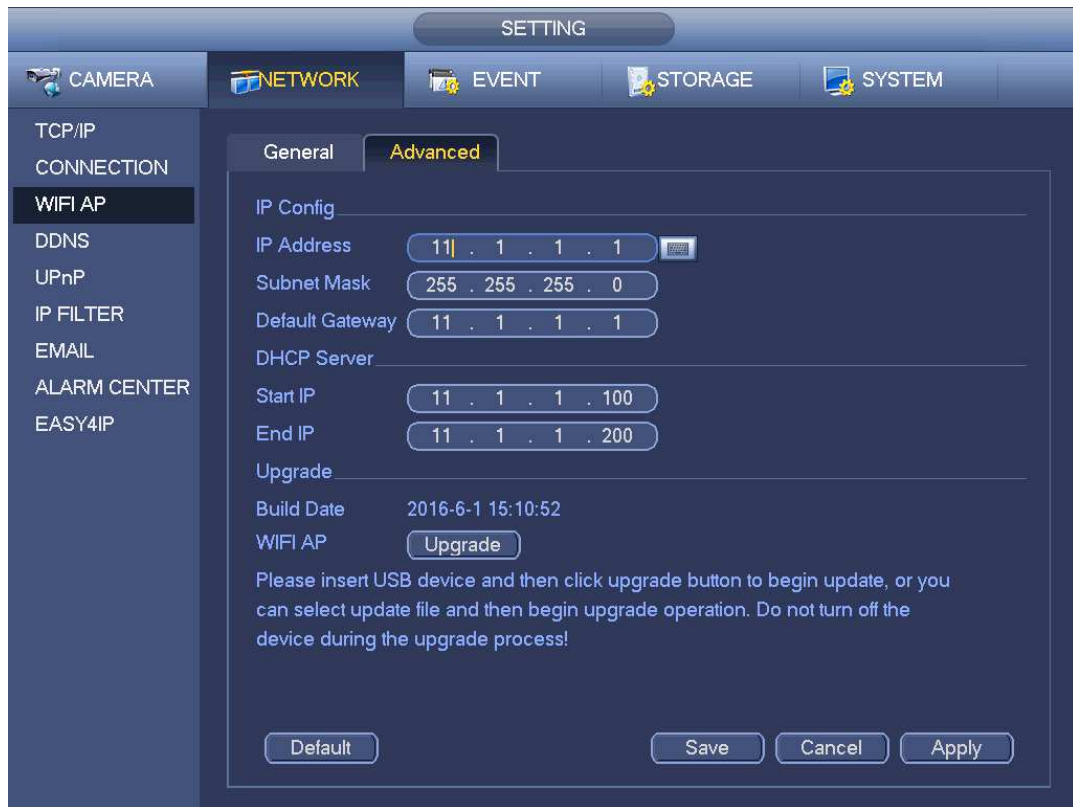 SETTING
CAMERA NETWORK EVENT STORAGE SYSTEM
TCP/IP
CONNECTION
WIFI AP
DDNS
UPnP
IP FILTER
EMAIL
ALARM CENTER
EASY4IP
General Advanced
IP Config
IP Address 11 . 1 . 1 . 1
Subnet Mask 255 . 255 . 255 . 0
Default Gateway 11 . 1 . 1 . 1
DHCP Server
Start IP 11 . 1 . 1 . 100
End IP 11 . 1 . 1 . 200
Upgrade
Build Date 2016-6-1 15:10:52
WIFI AP Upgrade
Please insert USB device and then click upgrade button to begin update, or you
can select update file and then begin upgrade operation. Do not turn off the
device during the upgrade process!
Default Save Cancel Apply